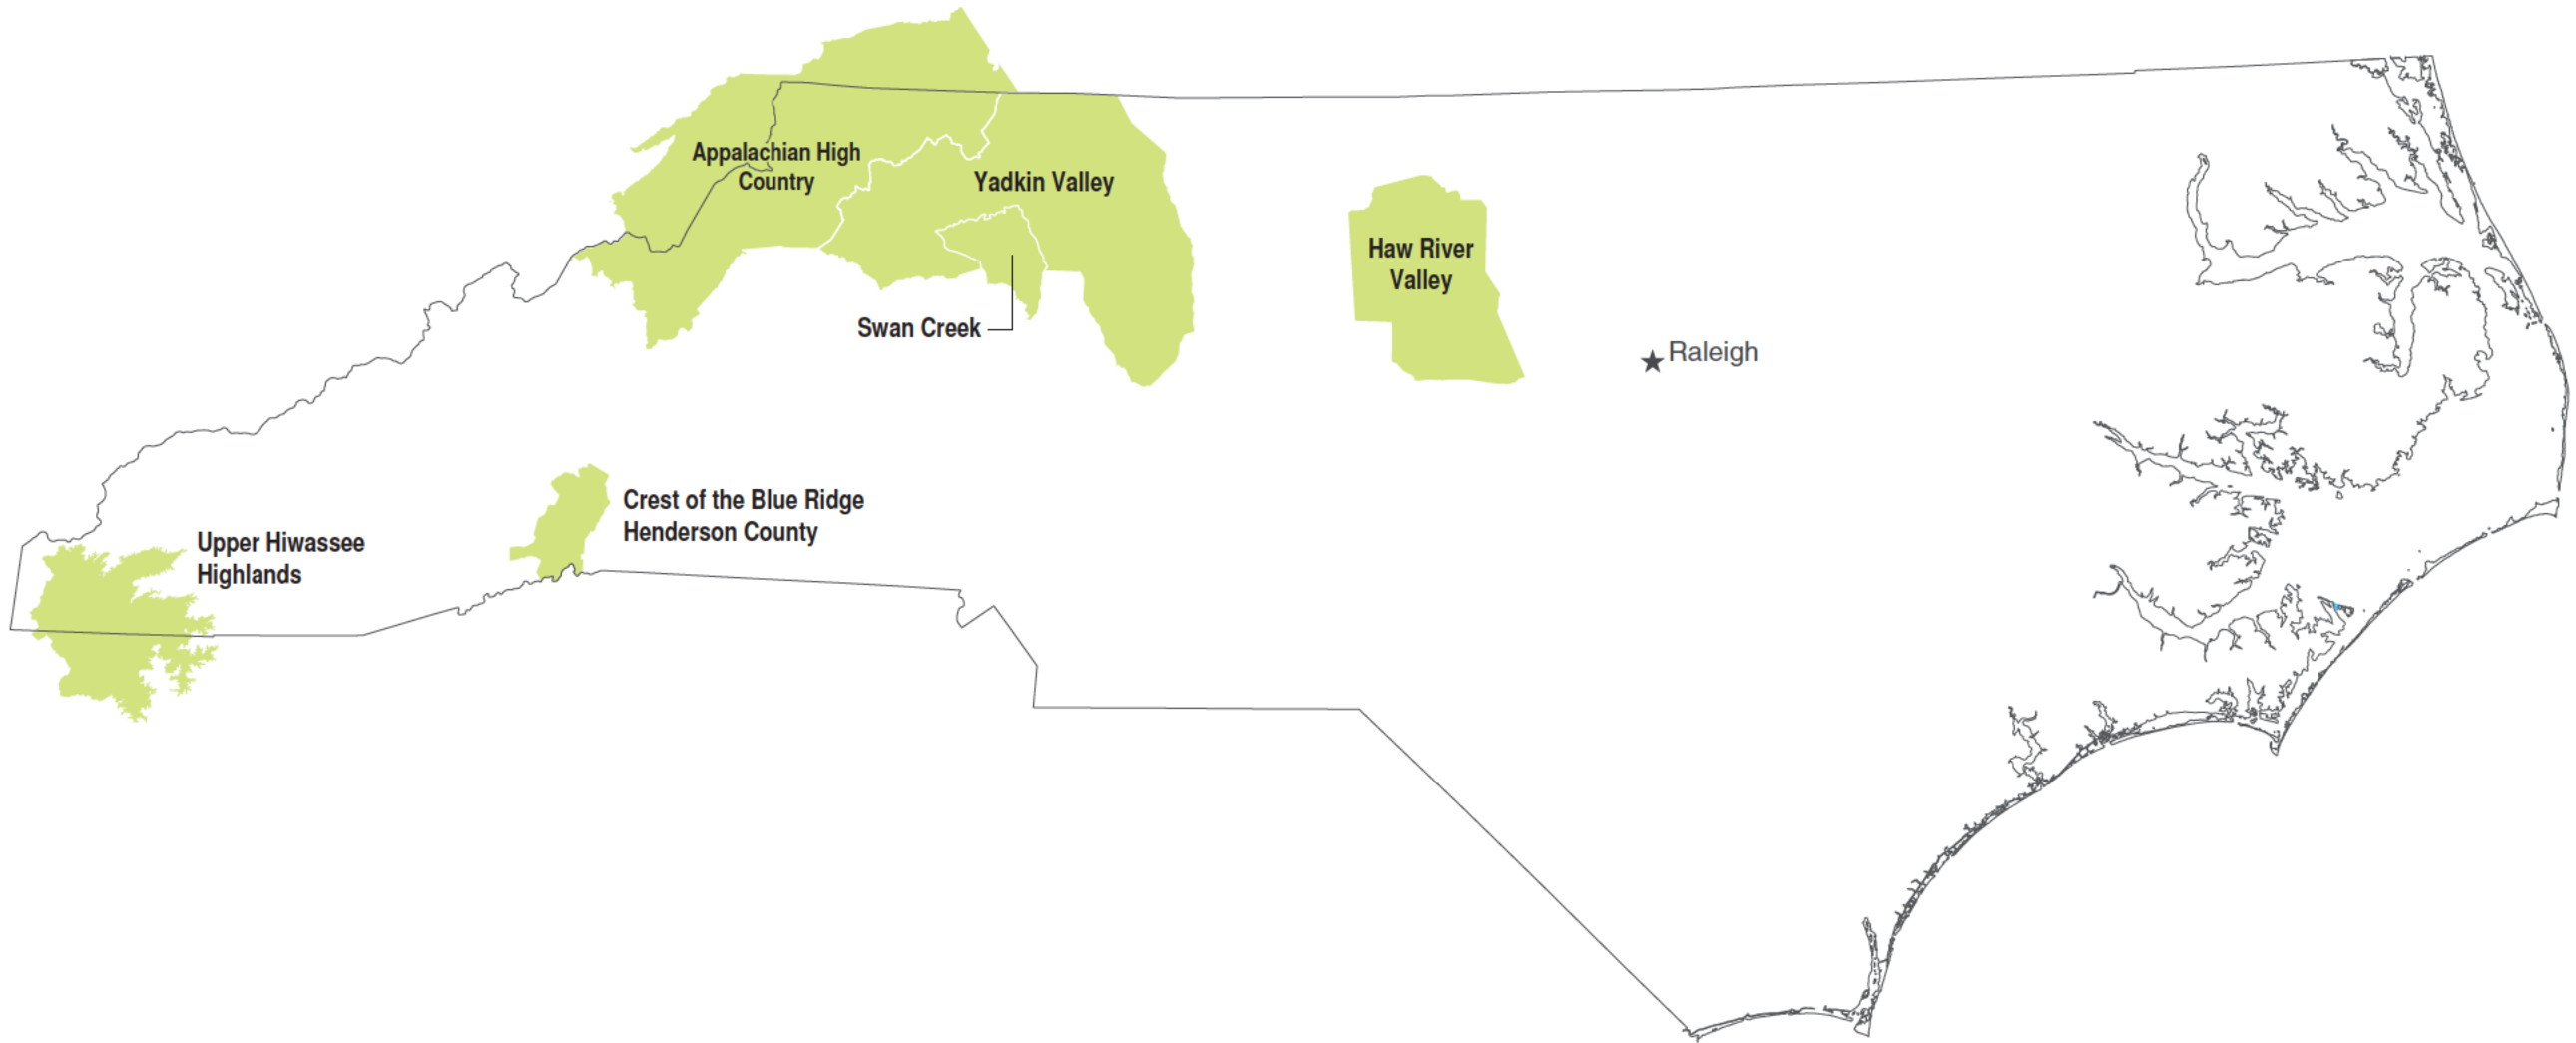 Appalachian High
Country
Yadkin Valley
Haw River
Valley
Swan Creek
Raleigh
Crest of the Blue Ridge
Henderson County
Upper Hiwassee
Highlands